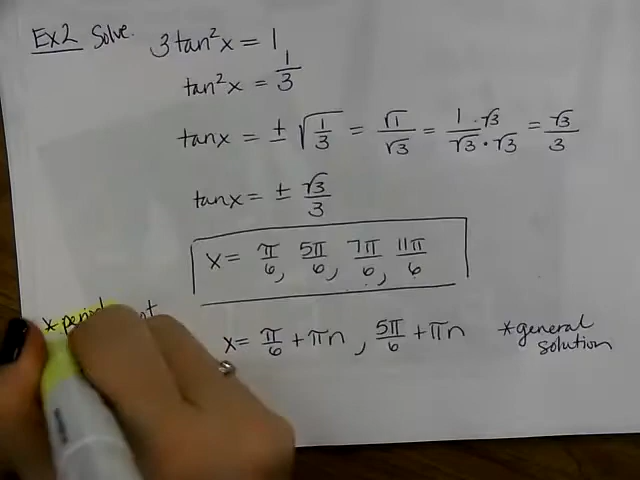 Ex2 Solve. 3tan²x = 1
tan²x = 1/3
tanx = ± √(1/3) = √1/√3 = 1·√3/√3·√3 = √3/3
tanx = ± √3/3
x = π/6, 5π/6, 7π/6, 11π/6
x = π/6 + πn, 5π/6 + πn
*general
solution